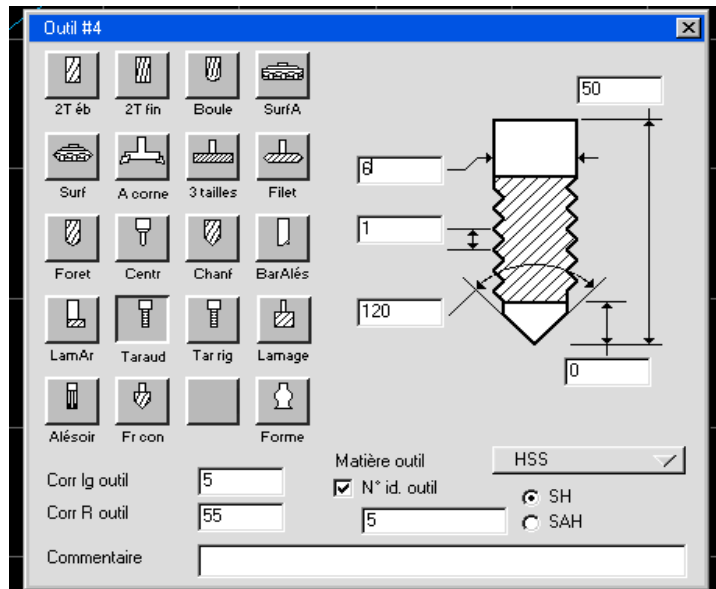 Outil #4
2T éb
2T fin
Boule
SurfA
Surf
A corne
3 tailles
Filet
Foret
Centr
Chanf
BarAlés
LamAr
Taraud
Tar rig
Lamage
Alésoir
Fr con
Forme
50
6
1
120
0
Corr lg outil
5
Corr R outil
55
Matière outil
HSS
N° id. outil
5
SH
SAH
Commentaire